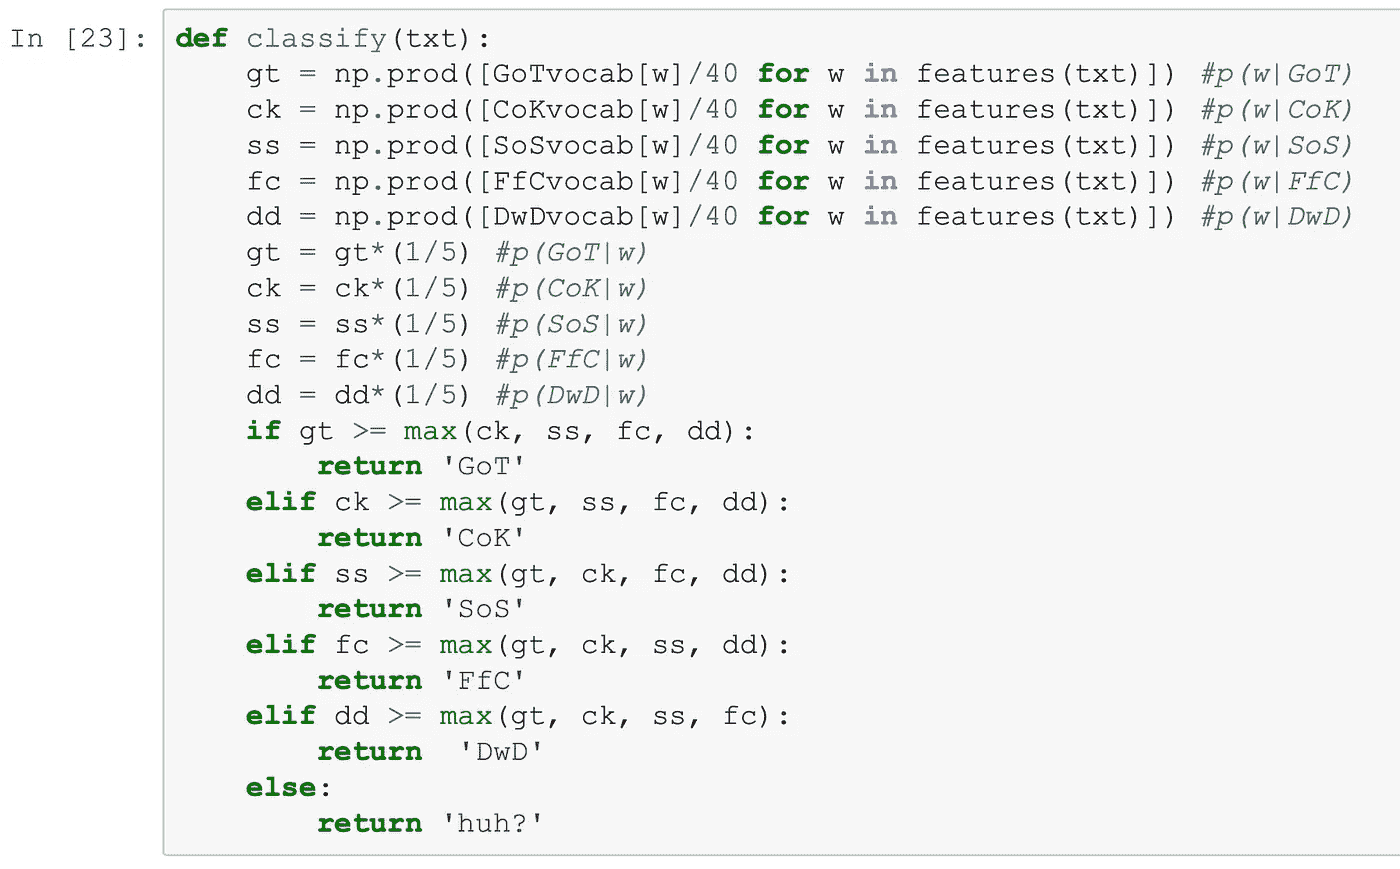 In [23]: def classify(txt):
    gt = np.prod([GoTvocab[w]/40 for w in features(txt)]) #p(w|GoT)
    ck = np.prod([CoKvocab[w]/40 for w in features(txt)]) #p(w|CoK)
    ss = np.prod([SoSvocab[w]/40 for w in features(txt)]) #p(w|SoS)
    fc = np.prod([FfCvocab[w]/40 for w in features(txt)]) #p(w|FfC)
    dd = np.prod([DwDvocab[w]/40 for w in features(txt)]) #p(w|DwD)
    gt = gt*(1/5) #p(GoT|w)
    ck = ck*(1/5) #p(CoK|w)
    ss = ss*(1/5) #p(SoS|w)
    fc = fc*(1/5) #p(FfC|w)
    dd = dd*(1/5) #p(DwD|w)
    if gt >= max(ck, ss, fc, dd):
        return 'GoT'
    elif ck >= max(gt, ss, fc, dd):
        return 'CoK'
    elif ss >= max(gt, ck, fc, dd):
        return 'SoS'
    elif fc >= max(gt, ck, ss, dd):
        return 'FfC'
    elif dd >= max(gt, ck, ss, fc):
        return  'DwD'
    else:
        return 'huh?'